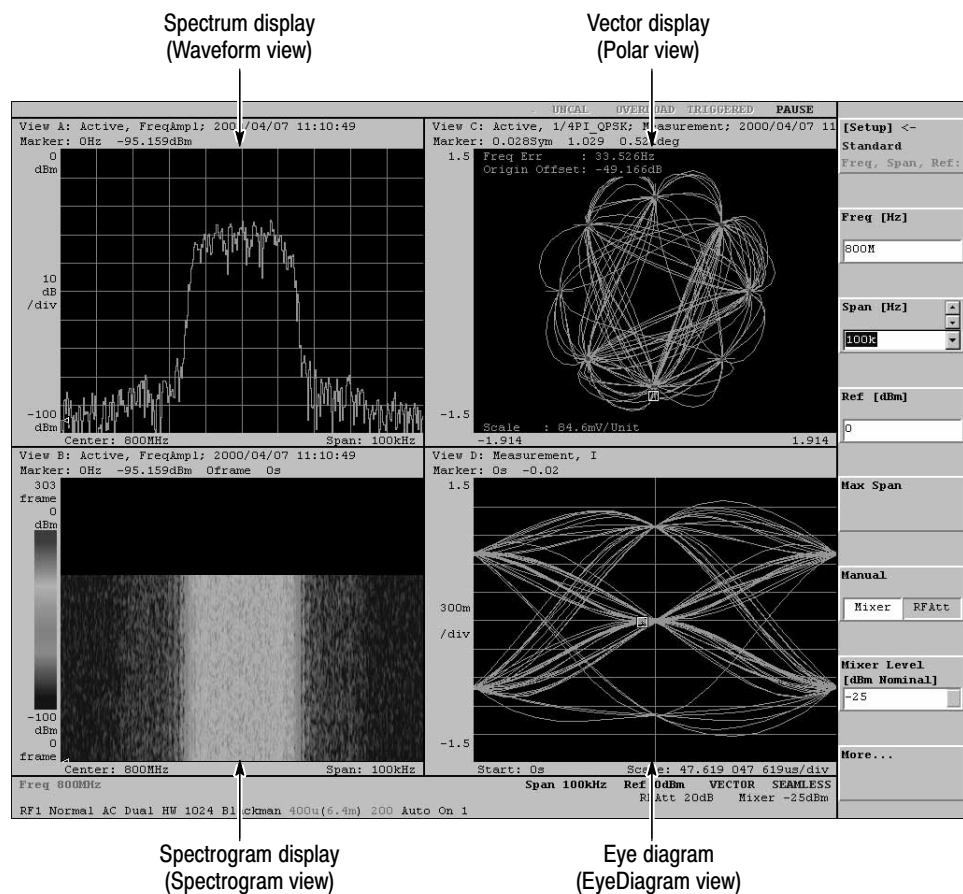 Spectrum display
(Waveform view)
Vector display
(Polar view)
UNCAL OVERLOAD TRIGGERED PAUSE
View A: Active, FreqAmpl; 2000/04/07 11:10:49
Marker: 0Hz -95.159dBm
0
dBm
10
dB
/div
-100
dBm
Center: 800MHz Span: 100kHz
View C: Active, 1/4PI_QPSK; Measurement; 2000/04/07 11
Marker: 0.028Sym 1.029 0.52 deg
1.5
Freq Err : 33.526Hz
Origin Offset: -49.166dB
-1.5
Scale : 84.6mV/Unit
-1.914 1.914
View B: Active, FreqAmpl; 2000/04/07 11:10:49
Marker: 0Hz -95.159dBm 0frame 0s
303
frame
0
dBm
-100
dBm
0
frame
Center: 800MHz Span: 100kHz
View D: Measurement, I
Marker: 0s -0.02
1.5
300m
/div
-1.5
Start: 0s Scale: 47.619 047 619us/div
[Setup] <-
Standard
Freq, Span, Ref:
Freq [Hz]
800M
Span [Hz]
100k
Ref [dBm]
0
Max Span
Manual
Mixer RFAtt
Mixer Level
[dBm Nominal]
-25
More...
Freq 800MHz Span 100kHz Ref 0dBm VECTOR SEAMLESS
RFAtt 20dB Mixer -25dBm
RF1 Normal AC Dual HW 1024 Blackman 400u(6.4m) 200 Auto On 1
Spectrogram display
(Spectrogram view)
Eye diagram
(EyeDiagram view)